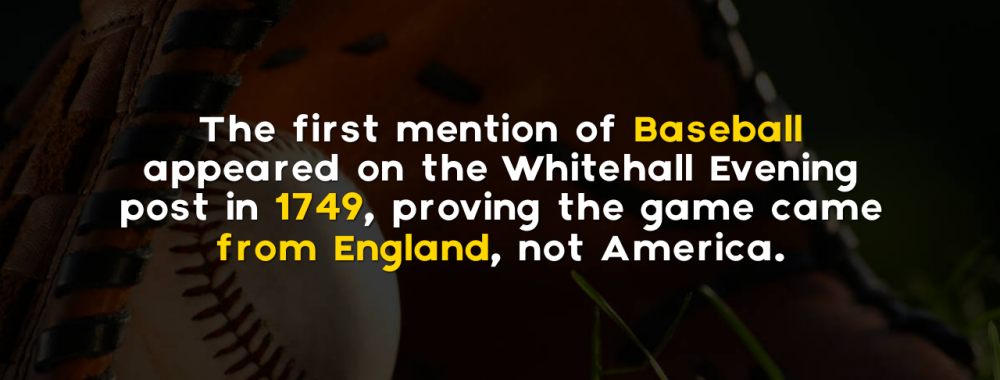 The first mention of Baseball
appeared on the Whitehall Evening
post in 1749, proving the game came
from England, not America.